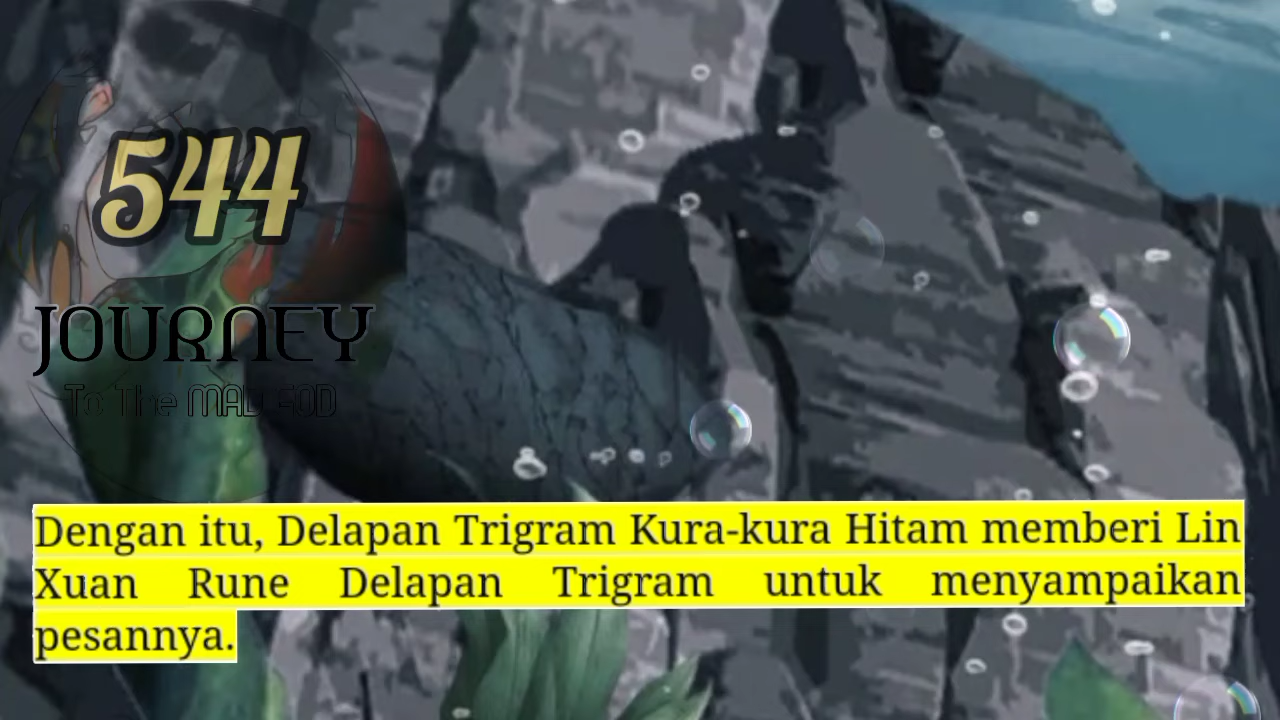 544
JOURNEY
To The MAD GOD
Dengan itu, Delapan Trigram Kura-kura Hitam memberi Lin
Xuan Rune Delapan Trigram untuk menyampaikan
pesannya.